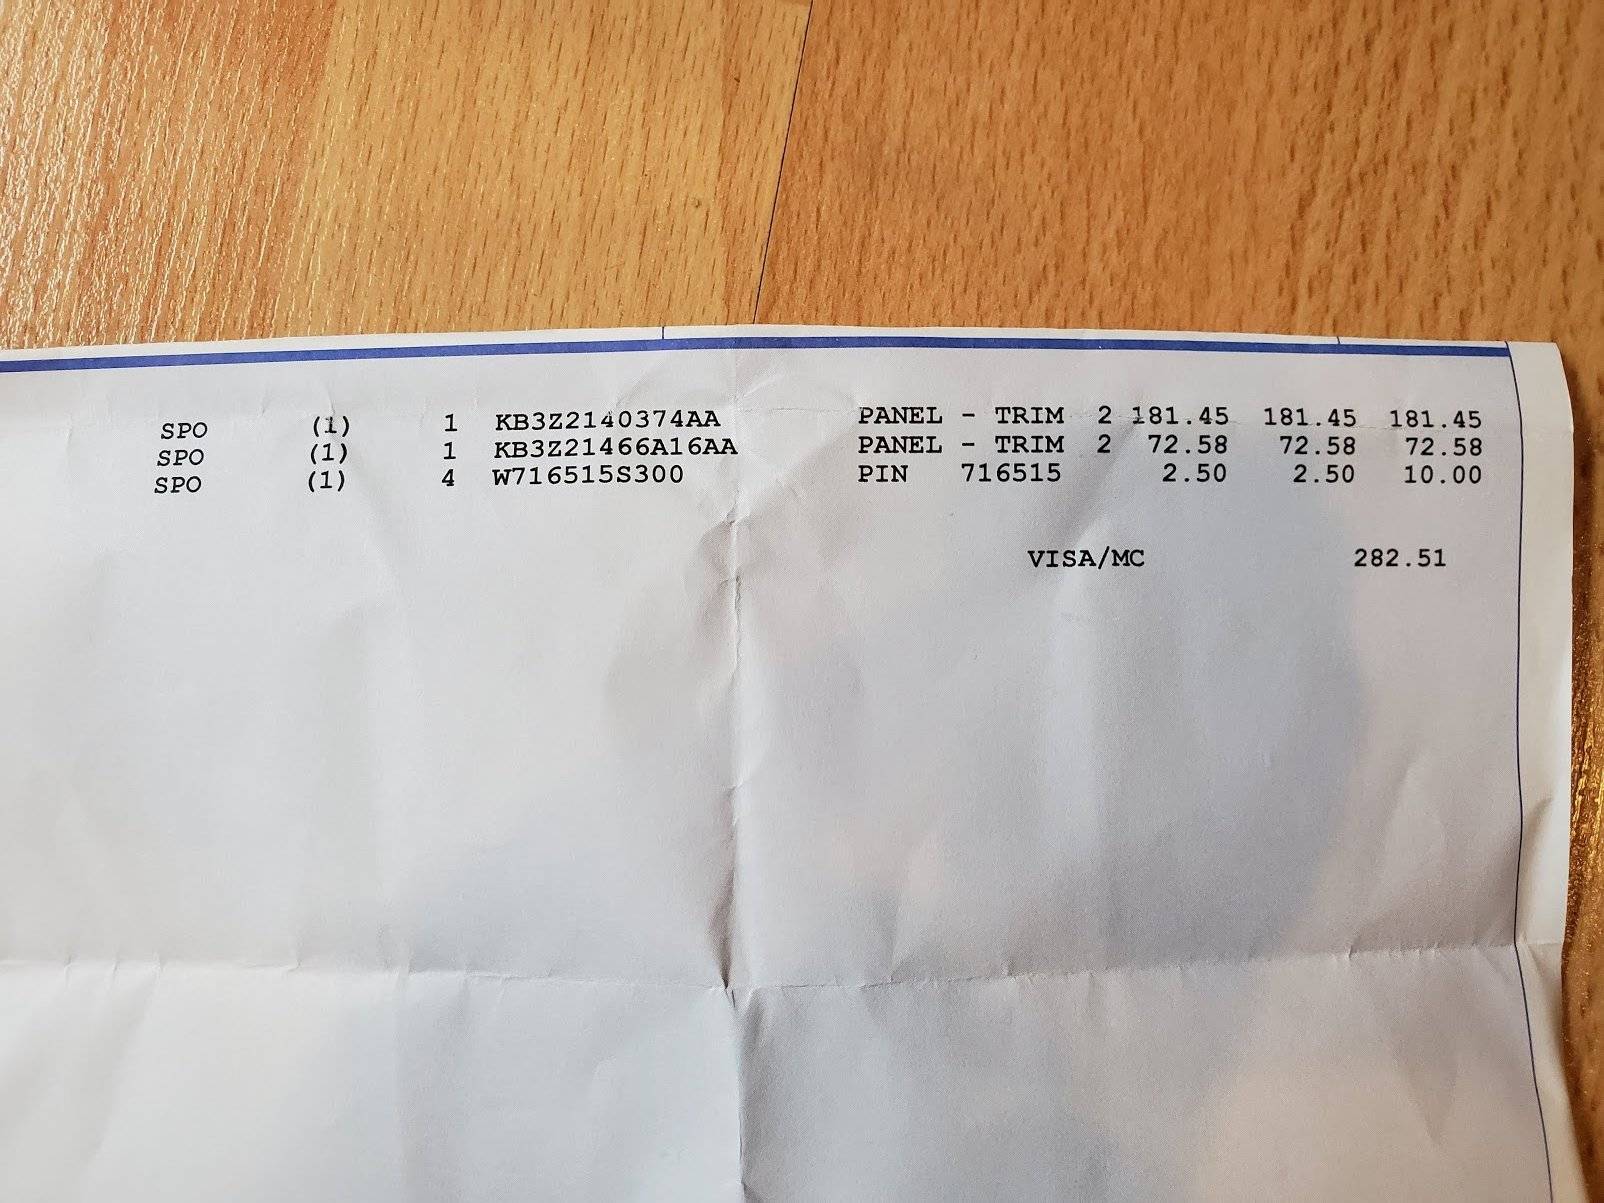 SPO (1) 1 KB3Z2140374AA PANEL - TRIM 2 181.45 181.45 181.45
SPO (1) 1 KB3Z21466A16AA PANEL - TRIM 2 72.58 72.58 72.58
SPO (1) 4 W716515S300 PIN 716515 2.50 2.50 10.00
VISA/MC 282.51